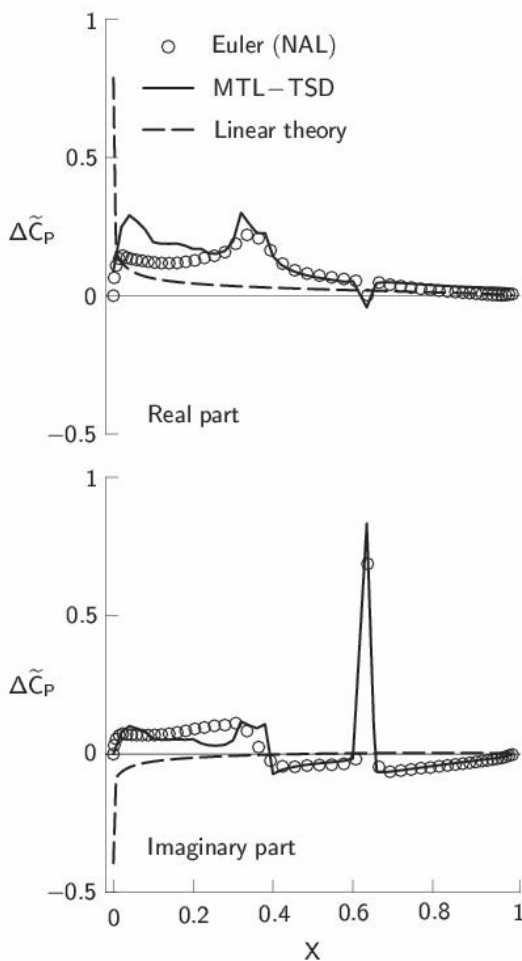 1
Euler (NAL)
MTL−TSD
Linear theory
0.5
ΔC̃ₚ
0
Real part
−0.5
1
0.5
ΔC̃ₚ
0
Imaginary part
−0.5
0 0.2 0.4 0.6 0.8 1
X